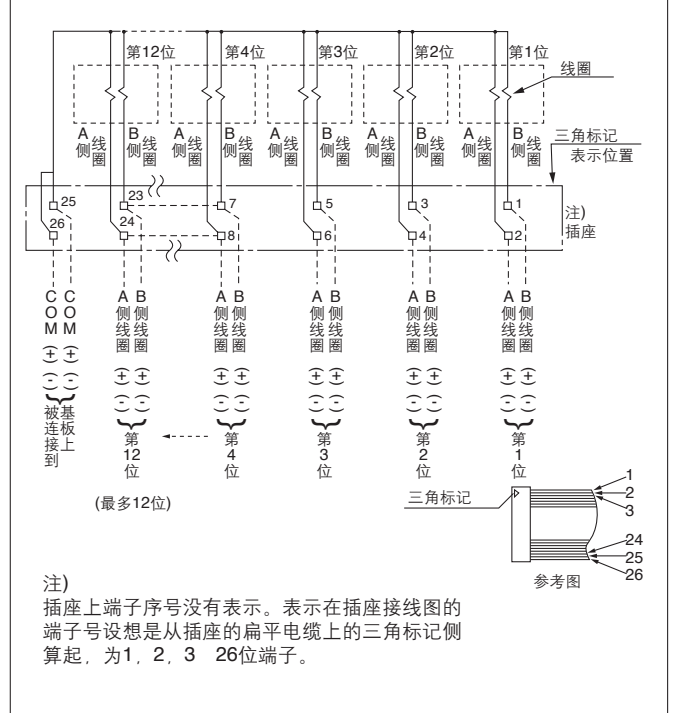 第12位 第4位 第3位 第2位 第1位
线圈
A侧线圈 B侧线圈 A侧线圈 B侧线圈 A侧线圈 B侧线圈 A侧线圈 B侧线圈 A侧线圈 B侧线圈
三角标记
表示位置
25 23 7 5 3 1
26 24 8 6 4 2
注)
插座
COM COM A侧线圈 B侧线圈 A侧线圈 B侧线圈 A侧线圈 B侧线圈 A侧线圈 B侧线圈 A侧线圈 B侧线圈
(+) (+) (+) (+) (+) (+) (+) (+) (+) (+) (+) (+)
(-) (-) (-) (-) (-) (-) (-) (-) (-) (-) (-) (-)
被连接到
基板上
第12位 第4位 第3位 第2位 第1位
(最多12位)
三角标记
1
2
3
24
25
26
参考图
注)
插座上端子序号没有表示。表示在插座接线图的
端子号设想是从插座的扁平电缆上的三角标记侧
算起，为1，2，3 26位端子。